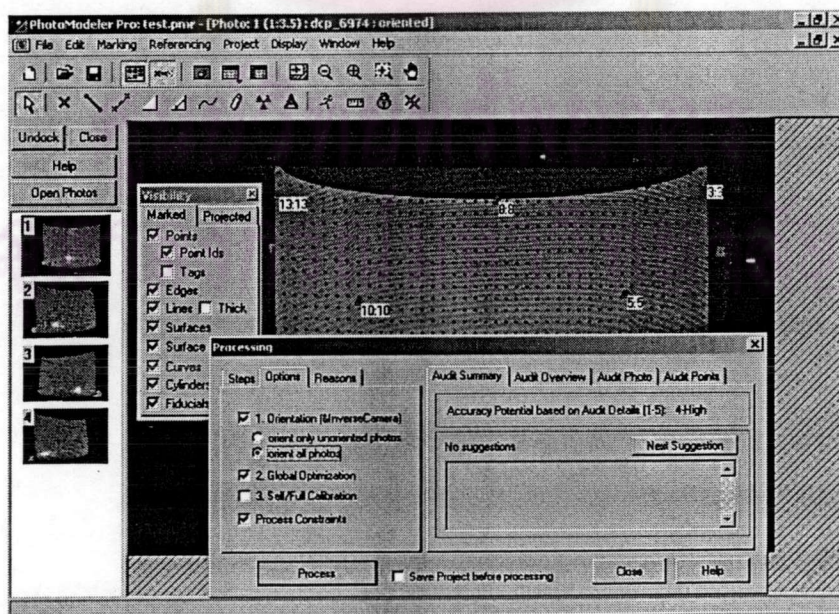 PhotoModeler Pro: test.pmr - [Photo: 1 (1:3.5) : dcp_6974 : oriented]
File Edit Marking Referencing Project Display Window Help
Undock Close
Help
Open Photos
1
2
3
4
Visibility
Marked Projected
Points
Point Ids
Tags
Edges
Lines Thick
Surfaces
Surface
Curves
Cylinders
Fiducials
13:13
8:8
3:3
10:10
5:5
Processing
Steps Options Reasons
1. Orientation (&InverseCamera)
orient only unoriented photos
orient all photos
2. Global Optimization
3. Self/Full Calibration
Process Constraints
Audit Summary Audit Overview Audit Photo Audit Points
Accuracy Potential based on Audit Details (1-5): 4-High
No suggestions Next Suggestion
Process Save Project before processing Close Help